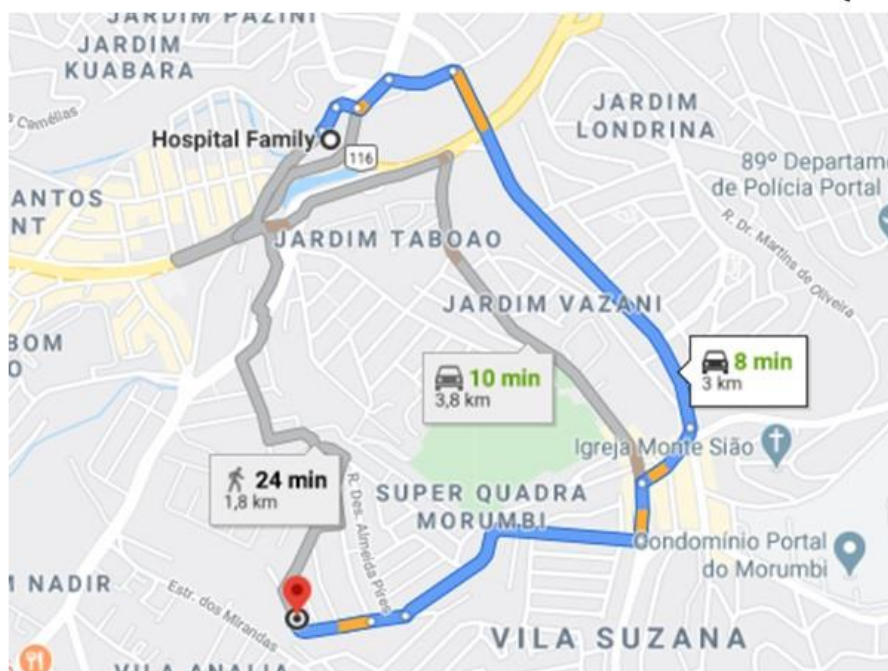 JARDIM PAZINI
JARDIM
KUABARA
Camélias
Hospital Family
116
JARDIM
LONDRINA
89º Departame
de Polícia Portal
ANTOS
NT
JARDIM TABOAO
R. Dr. Martins de Oliveira
JARDIM VAZANI
BOM
O
10 min
3,8 km
8 min
3 km
Igreja Monte Sião
24 min
1,8 km
R. Des. Almeida Pires
SUPER QUADRA
MORUMBI
Condomínio Portal
do Morumbi
M NADIR
Estr. dos Mirandas
VILA SUZANA
VILA ANALIA